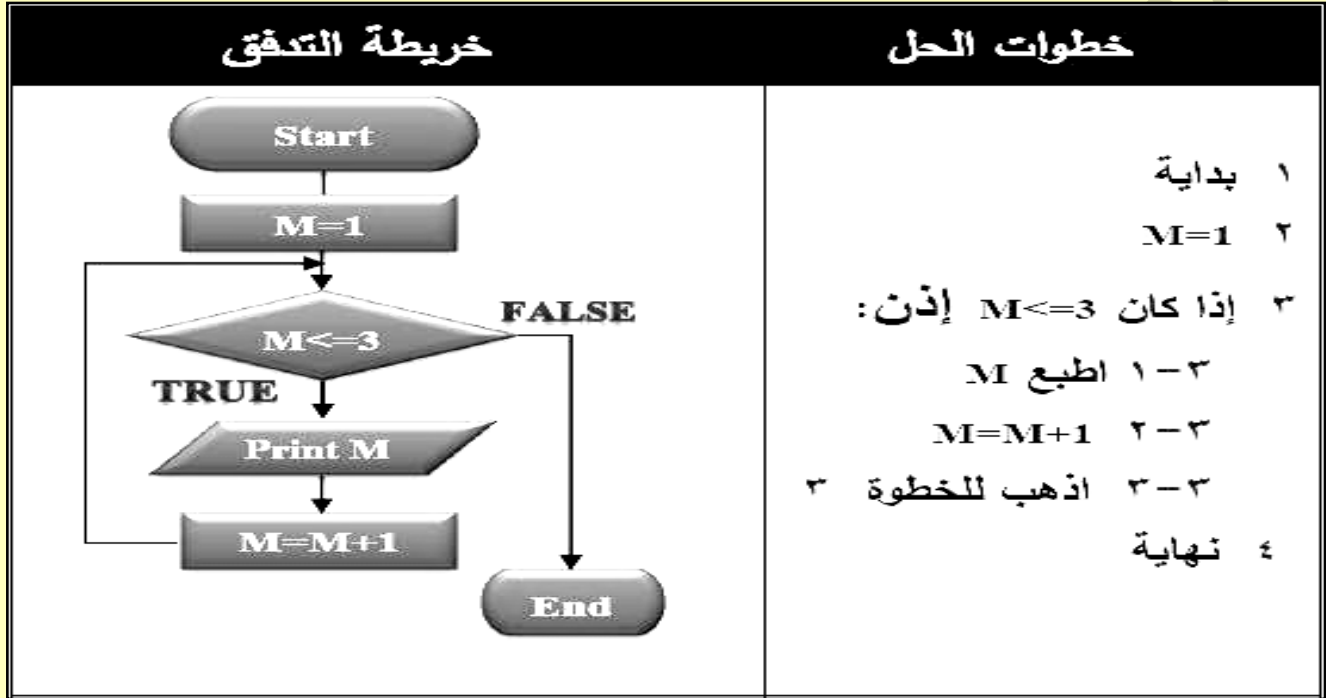 خطوات الحل
١ بداية
٢ M=1
٣ إذا كان M<=3 إذن:
٣-١ اطبع M
٣-٢ M=M+1
٣-٣ اذهب للخطوة ٣
٤ نهاية
خريطة التدفق
Start
M=1
M<=3
FALSE
TRUE
Print M
M=M+1
End